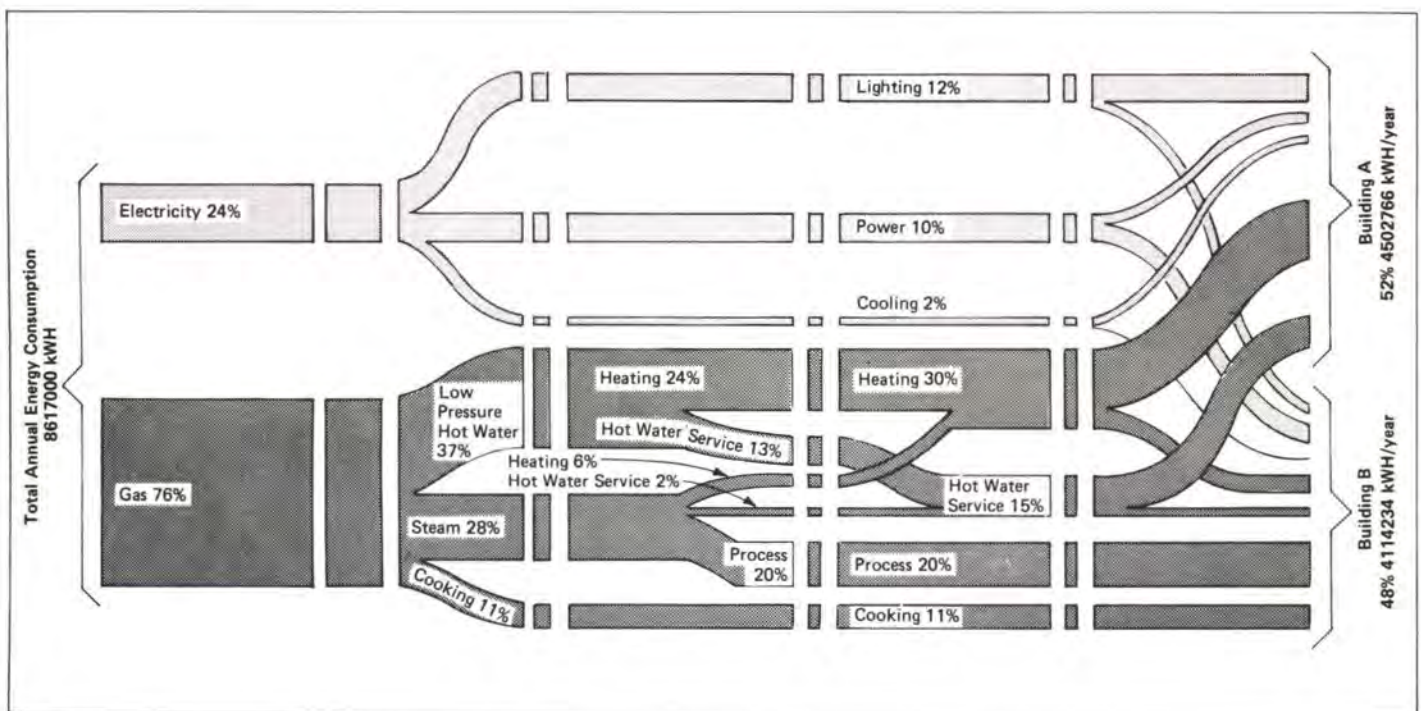 Total Annual Energy Consumption
8617000 kWH
Electricity 24%
Gas 76%
Low
Pressure
Hot Water
37%
Steam 28%
Cooking 11%
Heating 24%
Hot Water Service 13%
Heating 6%
Hot Water Service 2%
Process
20%
Lighting 12%
Power 10%
Cooling 2%
Heating 30%
Hot Water
Service 15%
Process 20%
Cooking 11%
Building A
52% 4502766 kWH/year
Building B
48% 4114234 kWH/year